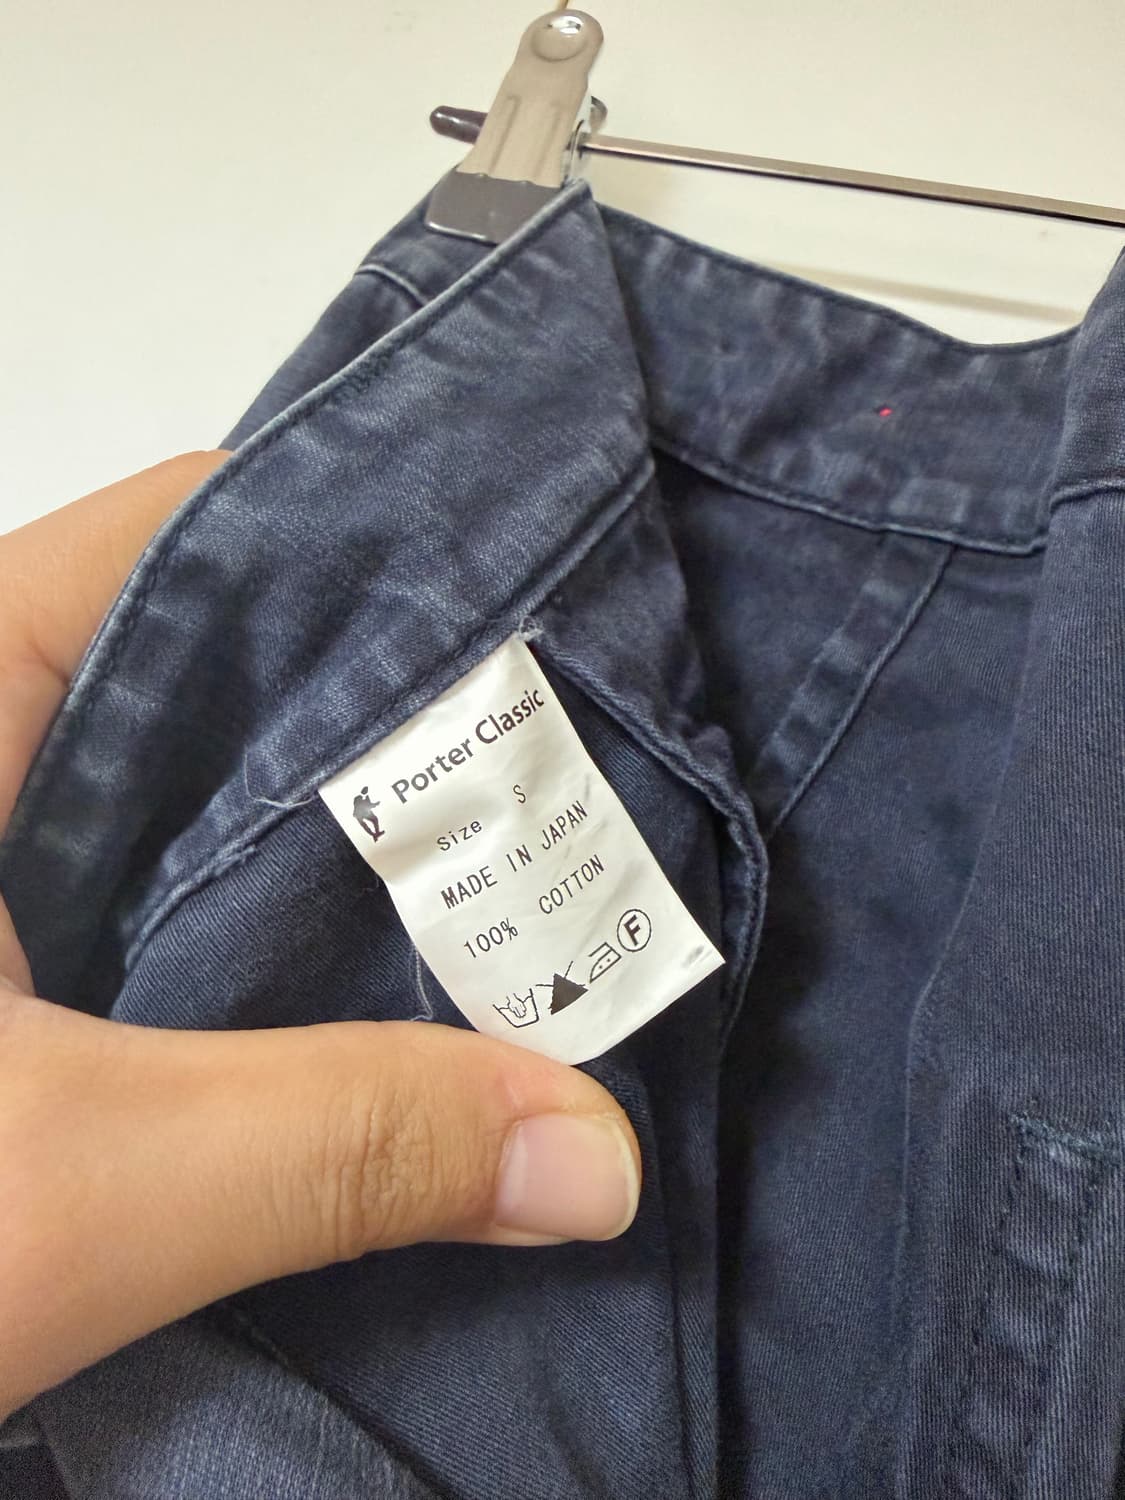 Porter Classic
Size S
MADE IN JAPAN
100% COTTON
F